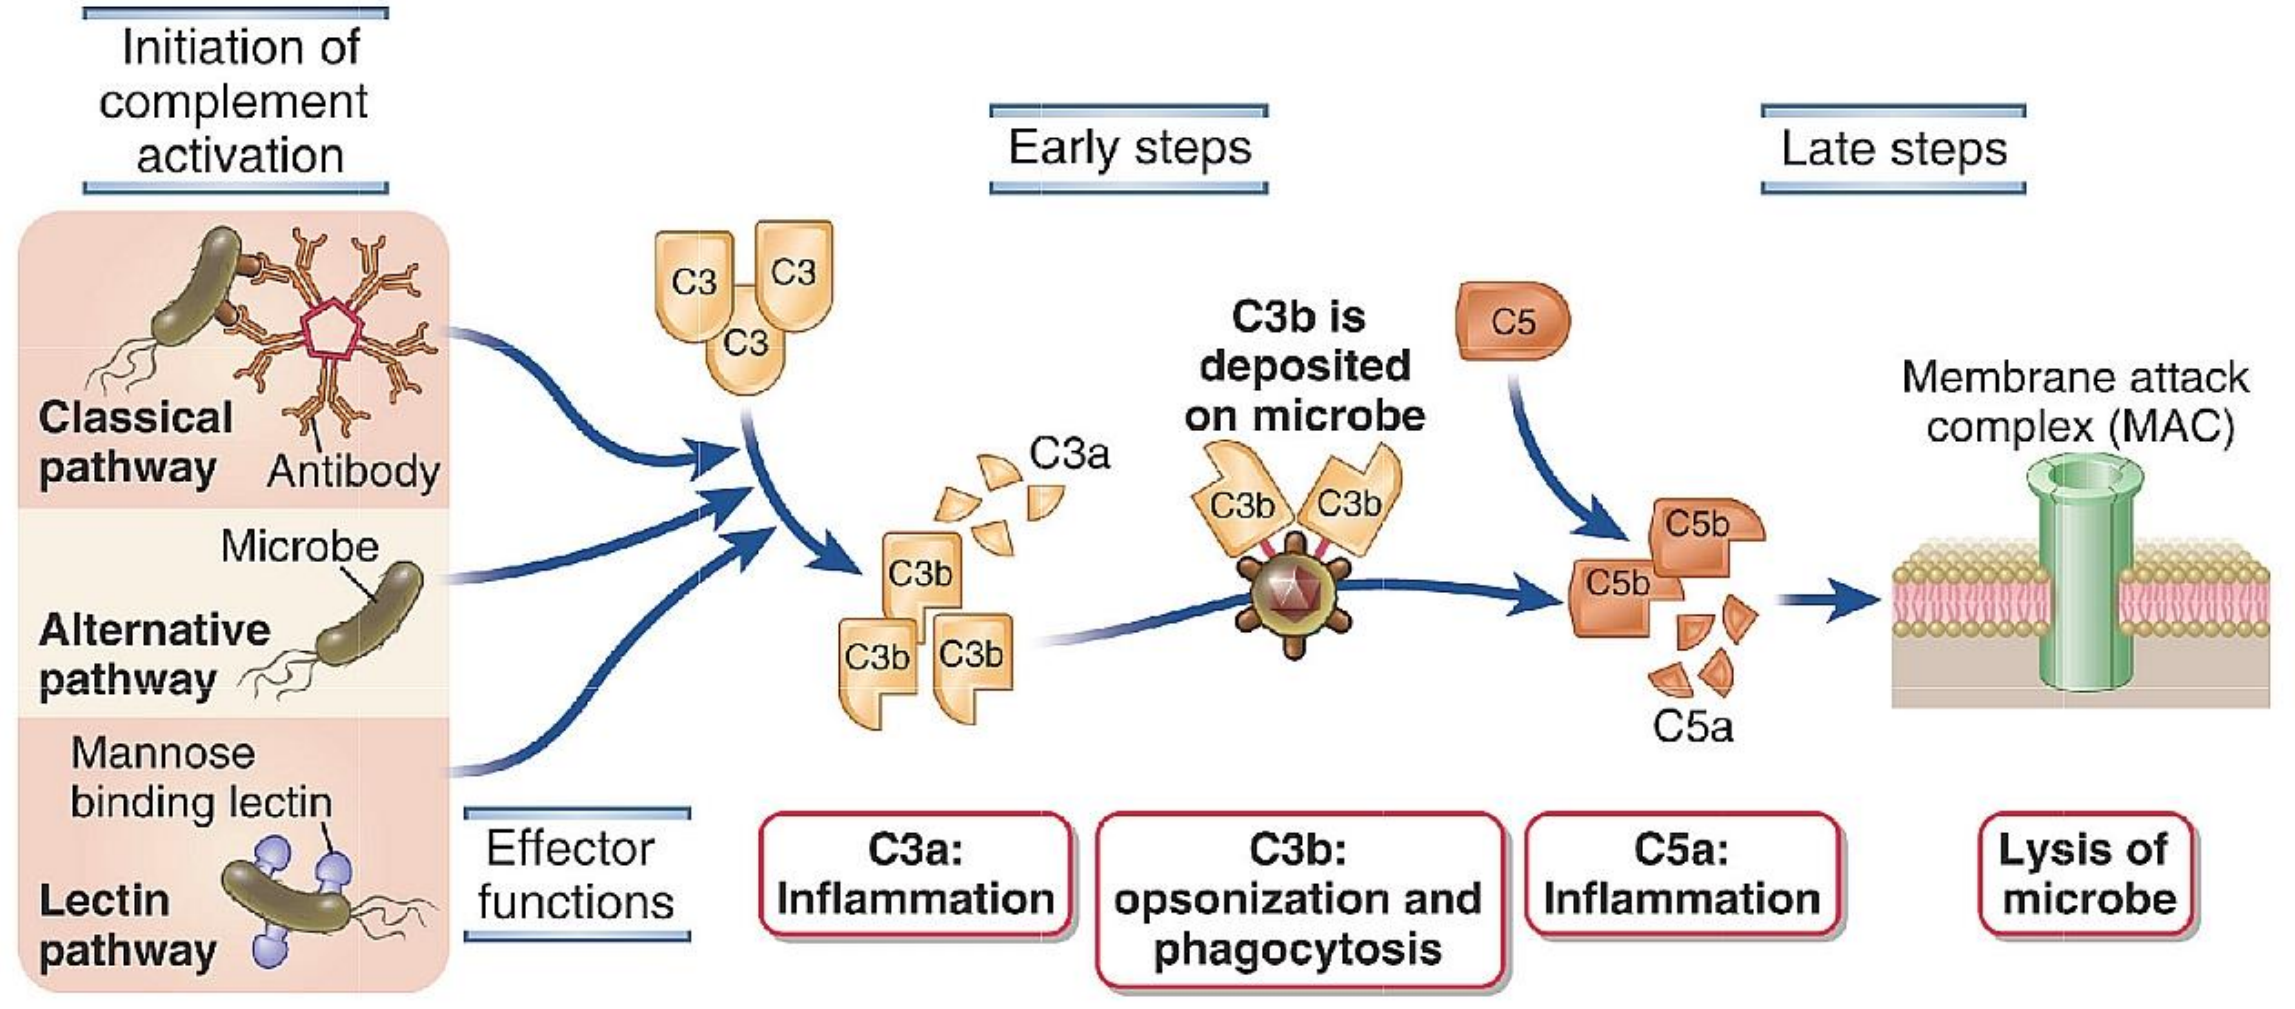 Initiation of
complement
activation
Early steps
Late steps
Classical
pathway
Antibody
Microbe
Alternative
pathway
Mannose
binding lectin
Lectin
pathway
C3
C3
C3
C3a
C3b
C3b
C3b
C3b is
deposited
on microbe
C3b
C3b
C5
C5b
C5b
C5a
Membrane attack
complex (MAC)
Effector
functions
C3a:
Inflammation
C3b:
opsonization and
phagocytosis
C5a:
Inflammation
Lysis of
microbe